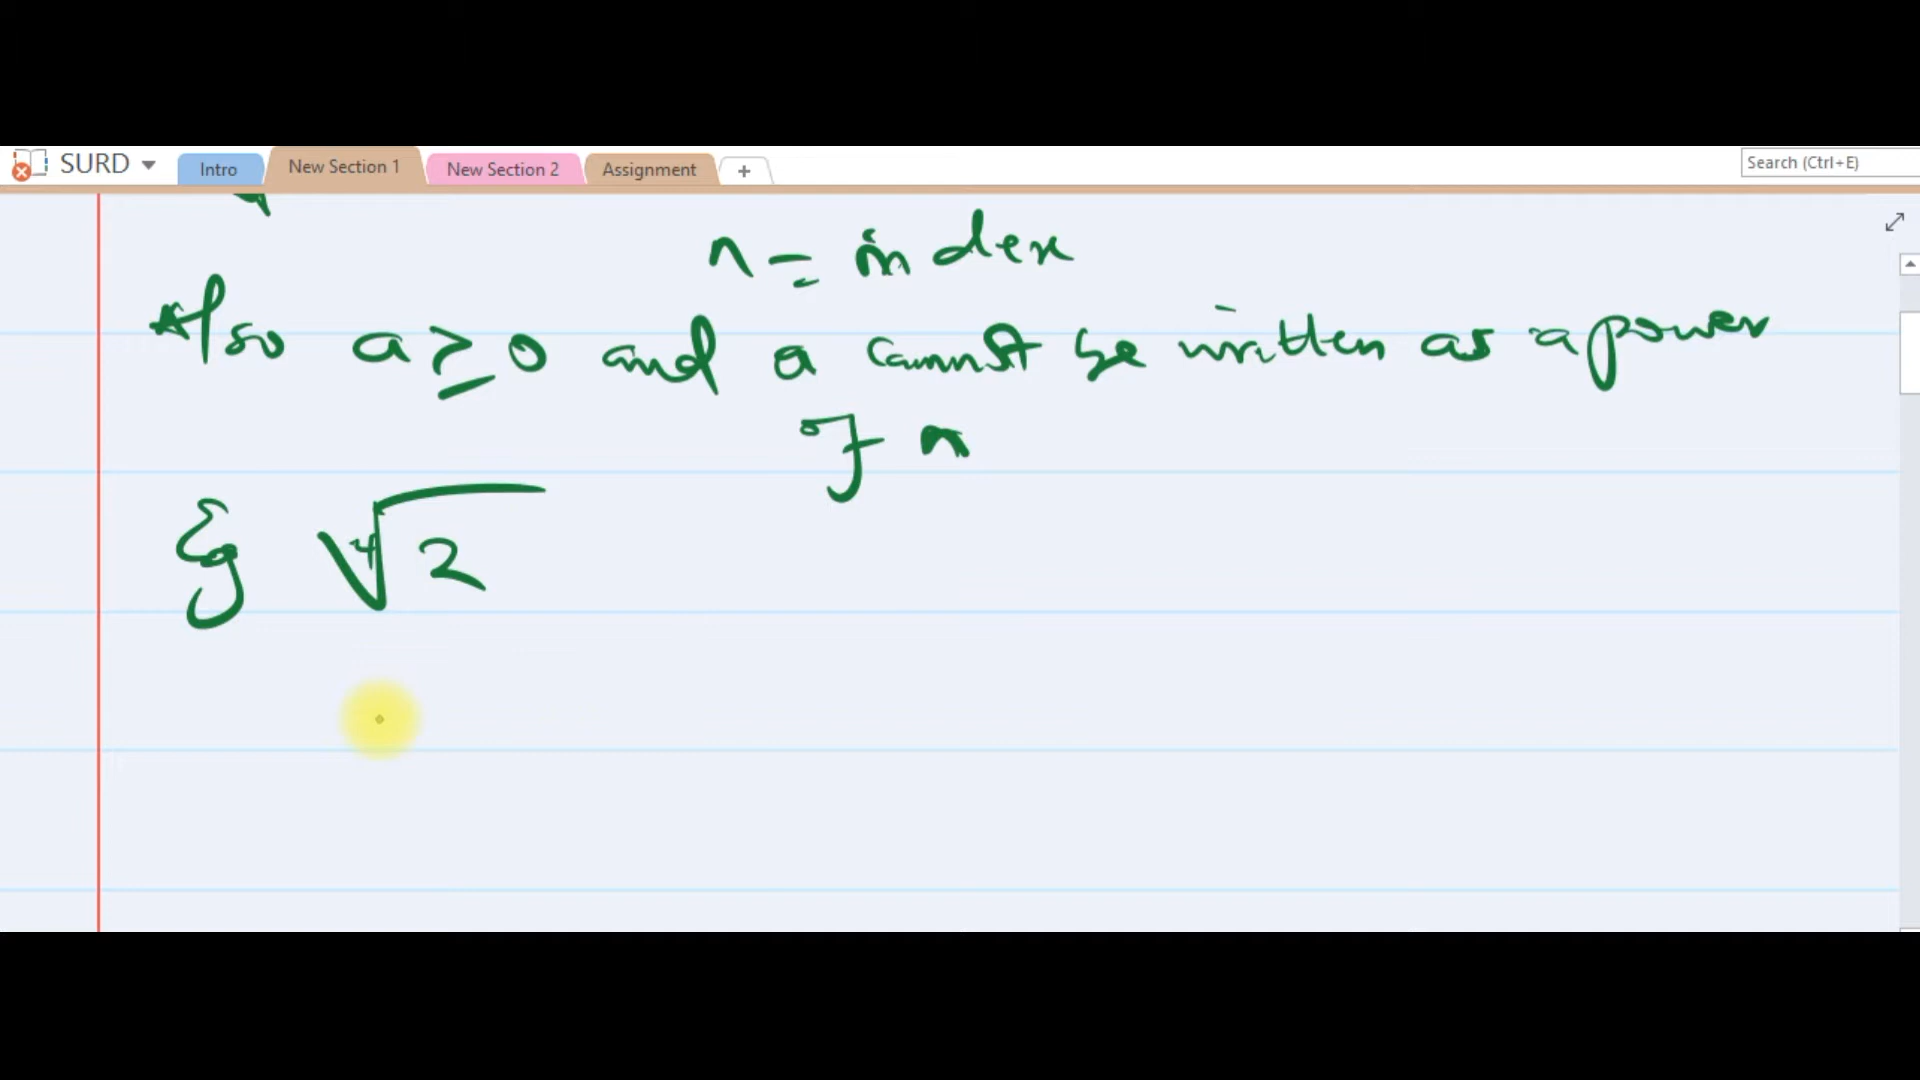 SURD Intro New Section 1 New Section 2 Assignment + Search (Ctrl+E)
n = index
Also a ≥ 0 and a cannot be written as a power
of n
Eg ∜2